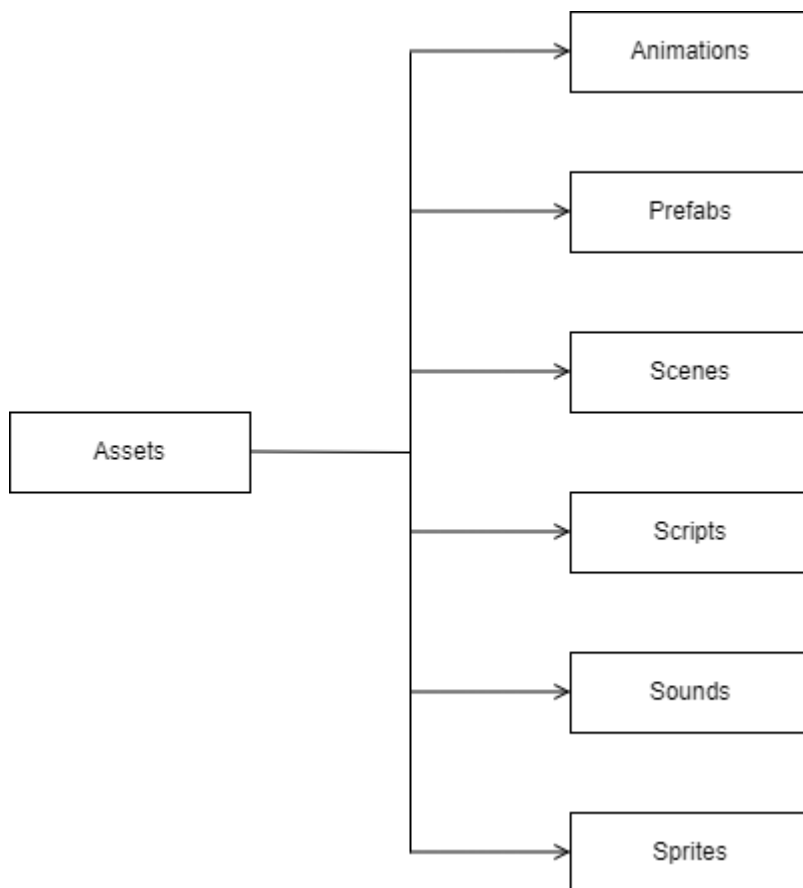 Animations
Prefabs
Scenes
Assets
Scripts
Sounds
Sprites